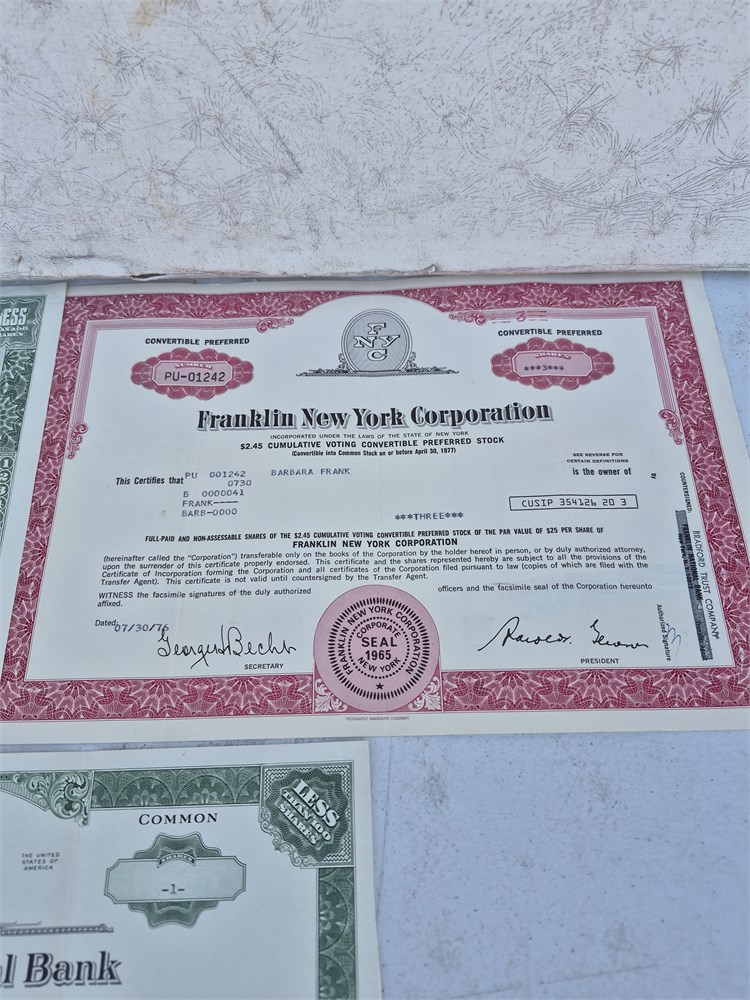 ESS
CONVERTIBLE PREFERRED
NUMBER
PU-01242
FNYC
3
CONVERTIBLE PREFERRED
SHARES
***3***
Franklin New York Corporation
INCORPORATED UNDER THE LAWS OF THE STATE OF NEW YORK
$2.45 CUMULATIVE VOTING CONVERTIBLE PREFERRED STOCK
(Convertible into Common Stock on or before April 30, 1977)
SEE REVERSE FOR
CERTAIN DEFINITIONS
This Certifies that
PU 001242
0730
B 0000041
FRANK----
BARB-0000
BARBARA FRANK
is the owner of
CUSIP 354126 20 3
***THREE***
FULL-PAID AND NON-ASSESSABLE SHARES OF THE $2.45 CUMULATIVE VOTING CONVERTIBLE PREFERRED STOCK OF THE PAR VALUE OF $25 PER SHARE OF
FRANKLIN NEW YORK CORPORATION
(hereinafter called the "Corporation") transferable only on the books of the Corporation by the holder hereof in person, or by duly authorized attorney,
upon the surrender of this certificate properly endorsed. This certificate and the shares represented hereby are subject to all the provisions of the
Certificate of Incorporation forming the Corporation and all certificates of the Corporation filed pursuant to law (copies of which are filed with the
Transfer Agent). This certificate is not valid until countersigned by the Transfer Agent.
WITNESS the facsimile signatures of the duly authorized officers and the facsimile seal of the Corporation hereunto
affixed.
Dated
07/30/76
SECRETARY
FRANKLIN NEW YORK CORPORATION
CORPORATE
SEAL
1965
NEW YORK
PRESIDENT
COUNTERSIGNED:
BRADFORD TRUST COMPANY
By
Authorized Signature
COMMON
LESS
THAN 100
SHARES
THE UNITED
STATES OF
AMERICA
SHARES
-1-
l Bank